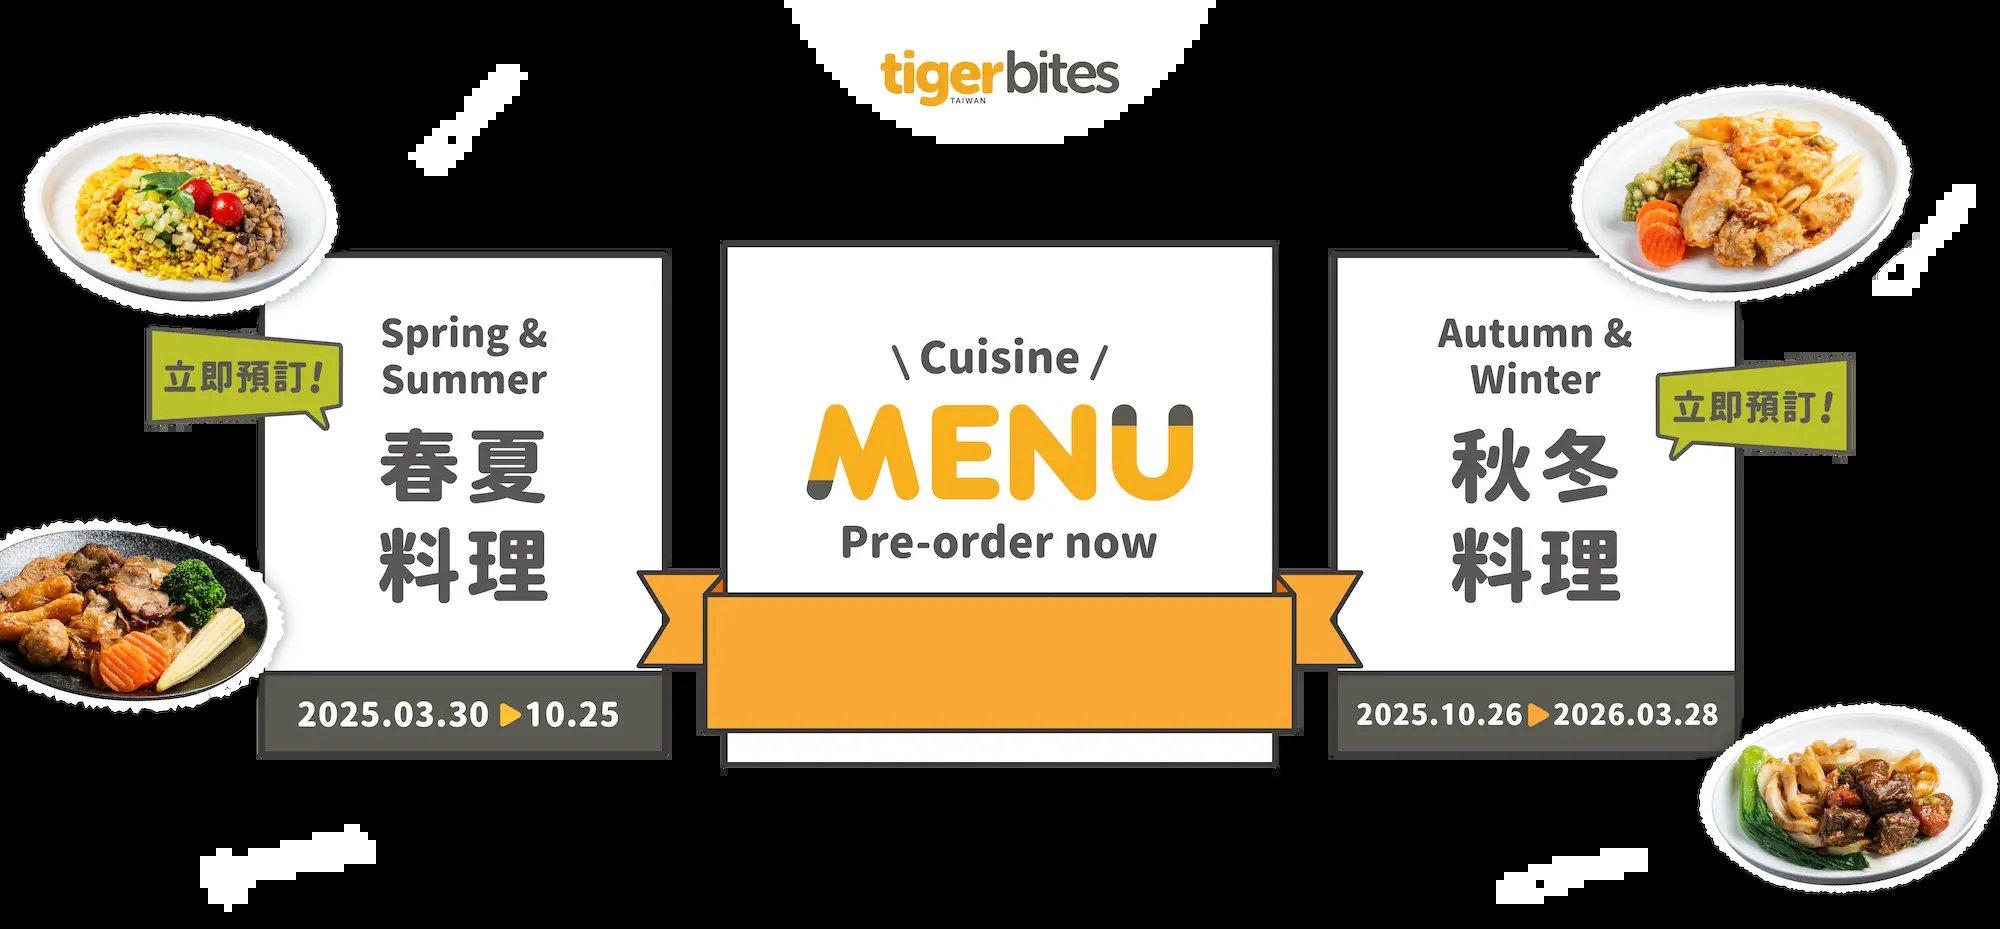 tigerbites
TAIWAN
Spring &
Summer
春夏
料理
立即預訂!
2025.03.30 ▶ 10.25
\ Cuisine /
MENU
Pre-order now
Autumn &
Winter
秋冬
料理
立即預訂!
2025.10.26 ▶ 2026.03.28